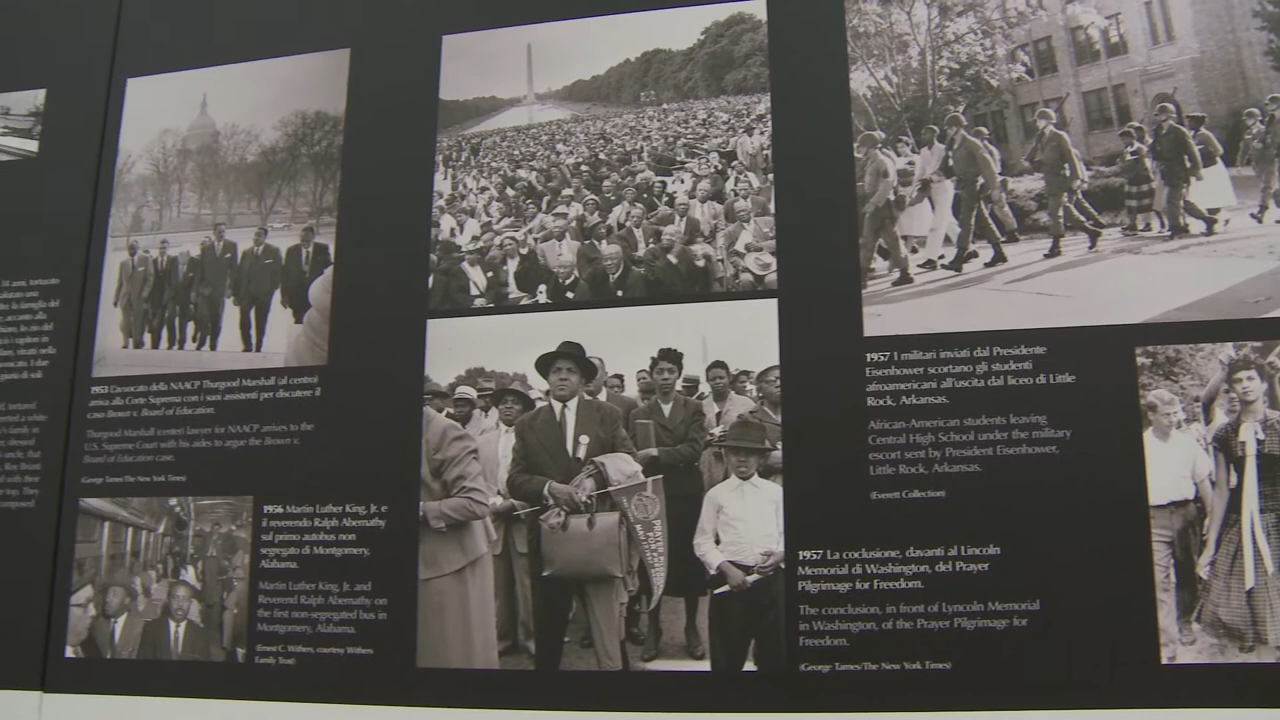 14 anni, torturato
1953 L'avvocato della NAACP Thurgood Marshall (al centro)
arriva alla Corte Suprema con i suoi assistenti per discutere il
caso Brown v. Board of Education.
Thurgood Marshall (center) lawyer for NAACP arrives to the
U.S. Supreme Court with his aides to argue the Brown v.
Board of Education case.
(George Tames/The New York Times)
1956 Martin Luther King, Jr. e
il reverendo Ralph Abernathy
sul primo autobus non
segregato di Montgomery,
Alabama.
Martin Luther King, Jr. and
Reverend Ralph Abernathy on
the first non-segregated bus in
Montgomery, Alabama.
(Ernest C. Withers, courtesy Withers
Family Trust)
PRAYER
FOR
MAY
1957 I militari inviati dal Presidente
Eisenhower scortano gli studenti
afroamericani all'uscita dal liceo di Little
Rock, Arkansas.
African-American students leaving
Central High School under the military
escort sent by President Eisenhower,
Little Rock, Arkansas.
(Everett Collection)
1957 La coclusione, davanti al Lincoln
Memorial di Washington, del Prayer
Pilgrimage for Freedom.
The conclusion, in front of Lyncoln Memorial
in Washington, of the Prayer Pilgrimage for
Freedom.
(George Tames/The New York Times)